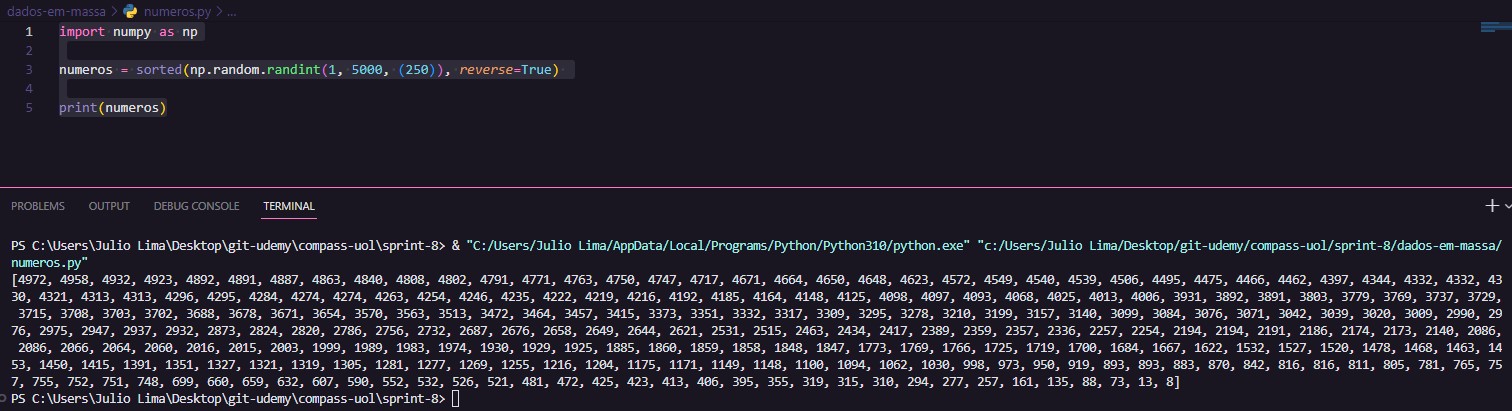 dados-em-massa > numeros.py > ...
1 import numpy as np
2
3 numeros = sorted(np.random.randint(1, 5000, (250)), reverse=True)
4
5 print(numeros)
PROBLEMS OUTPUT DEBUG CONSOLE TERMINAL
PS C:\Users\Julio Lima\Desktop\git-udemy\compass-uol\sprint-8> & "C:/Users/Julio Lima/AppData/Local/Programs/Python/Python310/python.exe" "c:/Users/Julio Lima/Desktop/git-udemy/compass-uol/sprint-8/dados-em-massa/
numeros.py"
[4972, 4958, 4932, 4923, 4892, 4891, 4887, 4863, 4840, 4808, 4802, 4791, 4771, 4763, 4750, 4747, 4717, 4671, 4664, 4650, 4648, 4623, 4572, 4549, 4540, 4539, 4506, 4495, 4475, 4466, 4462, 4397, 4344, 4332, 4332, 43
30, 4321, 4313, 4313, 4296, 4295, 4284, 4274, 4274, 4263, 4254, 4246, 4235, 4222, 4219, 4216, 4192, 4185, 4164, 4148, 4125, 4098, 4097, 4093, 4068, 4025, 4013, 4006, 3931, 3892, 3891, 3803, 3779, 3769, 3737, 3729,
3715, 3708, 3703, 3702, 3688, 3678, 3671, 3654, 3570, 3563, 3513, 3472, 3464, 3457, 3415, 3373, 3351, 3332, 3317, 3309, 3295, 3278, 3210, 3199, 3157, 3140, 3099, 3084, 3076, 3071, 3042, 3039, 3020, 3009, 2990, 29
76, 2975, 2947, 2937, 2932, 2873, 2824, 2820, 2786, 2756, 2732, 2687, 2676, 2658, 2649, 2644, 2621, 2531, 2515, 2463, 2434, 2417, 2389, 2359, 2357, 2336, 2257, 2254, 2194, 2194, 2191, 2186, 2174, 2173, 2140, 2086,
2086, 2066, 2064, 2060, 2016, 2015, 2003, 1999, 1989, 1983, 1974, 1930, 1929, 1925, 1885, 1860, 1859, 1858, 1848, 1847, 1773, 1769, 1766, 1725, 1719, 1700, 1684, 1667, 1622, 1532, 1527, 1520, 1478, 1468, 1463, 14
53, 1450, 1415, 1391, 1351, 1327, 1321, 1319, 1305, 1281, 1277, 1269, 1255, 1216, 1204, 1175, 1171, 1149, 1148, 1100, 1094, 1062, 1030, 998, 973, 950, 919, 893, 893, 883, 870, 842, 816, 816, 811, 805, 781, 765, 75
7, 755, 752, 751, 748, 699, 660, 659, 632, 607, 590, 552, 532, 526, 521, 481, 472, 425, 423, 413, 406, 395, 355, 319, 315, 310, 294, 277, 257, 161, 135, 88, 73, 13, 8]
PS C:\Users\Julio Lima\Desktop\git-udemy\compass-uol\sprint-8>